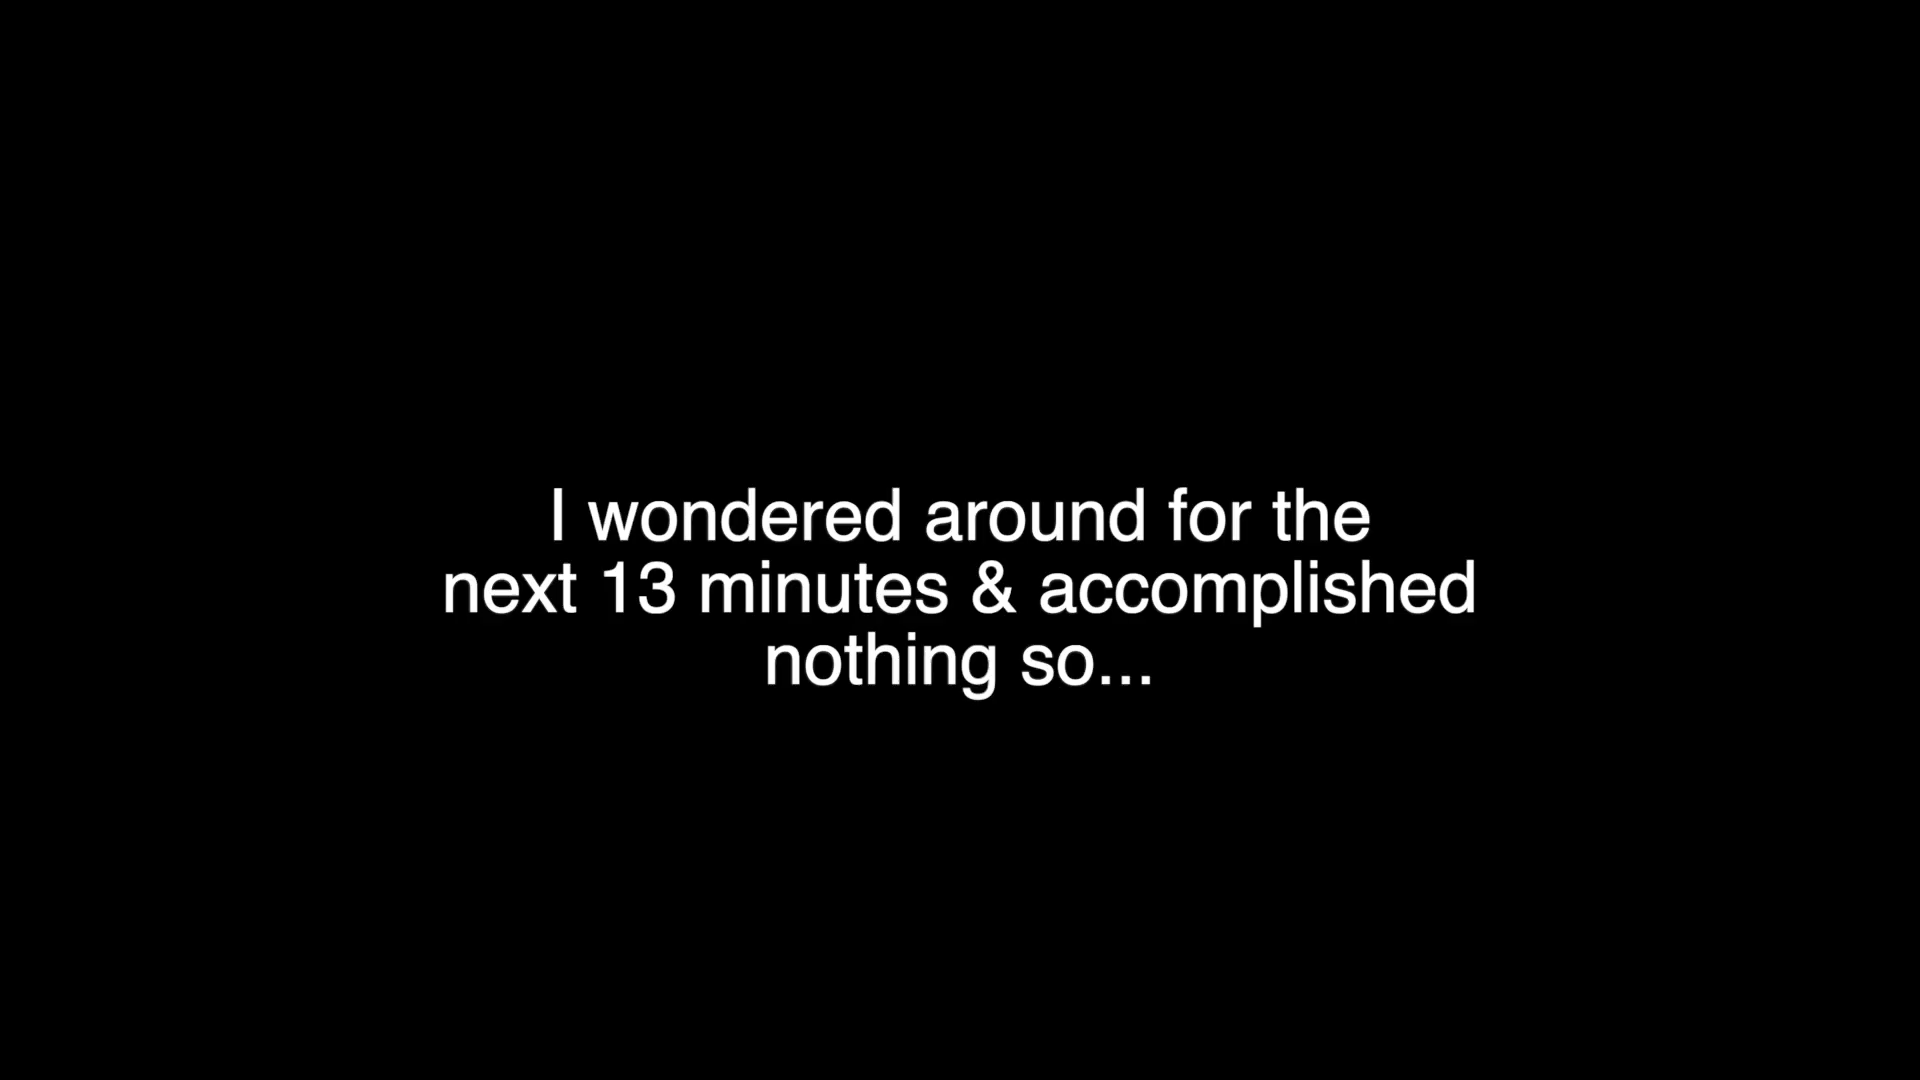 I wondered around for the
next 13 minutes & accomplished
nothing so...